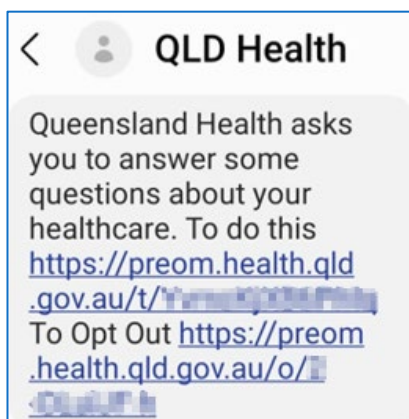 QLD Health
Queensland Health asks
you to answer some
questions about your
healthcare. To do this
https://preom.health.qld
.gov.au/t/
To Opt Out https://preom
.health.qld.gov.au/o/